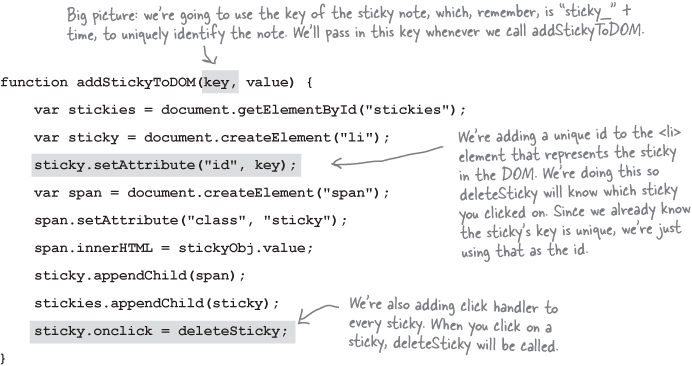 Big picture: we're going to use the key of the sticky note, which, remember, is "sticky_" +
time, to uniquely identify the note. We'll pass in this key whenever we call addStickyToDOM.
function addStickyToDOM(key, value) {
var stickies = document.getElementById("stickies");
var sticky = document.createElement("li");
sticky.setAttribute("id", key);
var span = document.createElement("span");
span.setAttribute("class", "sticky");
span.innerHTML = stickyObj.value;
sticky.appendChild(span);
stickies.appendChild(sticky);
sticky.onclick = deleteSticky;
}
We're adding a unique id to the <li>
element that represents the sticky
in the DOM. We're doing this so
deleteSticky will know which sticky
you clicked on. Since we already know
the sticky's key is unique, we're just
using that as the id.
We're also adding click handler to
every sticky. When you click on a
sticky, deleteSticky will be called.